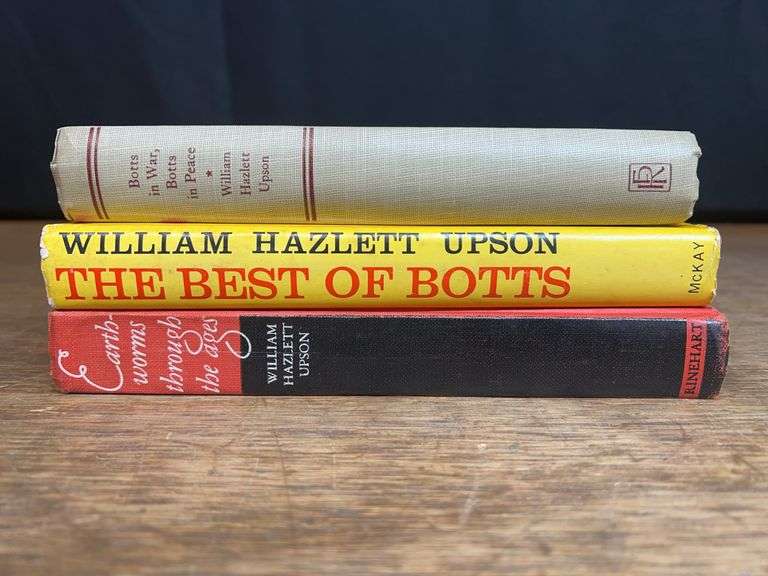 Botts
in War,
Botts
in Peace
*
William
Hazlett
Upson
FR
WILLIAM HAZLETT UPSON
THE BEST OF BOTTS
McKAY
Earth-
worms
through
the ages
WILLIAM
HAZLETT
UPSON
RINEHART